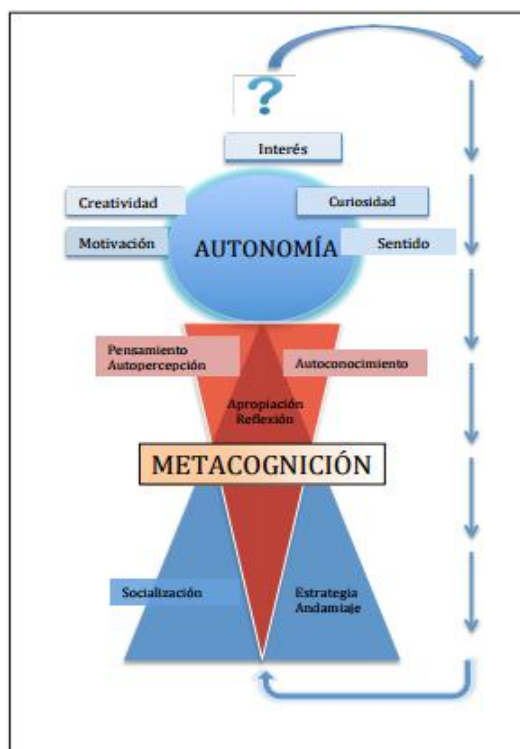 ?
Interés
Creatividad
Curiosidad
Motivación
AUTONOMÍA
Sentido
Pensamiento
Autopercepción
Autoconocimiento
Apropiación
Reflexión
METACOGNICIÓN
Socialización
Estrategia
Andamiaje